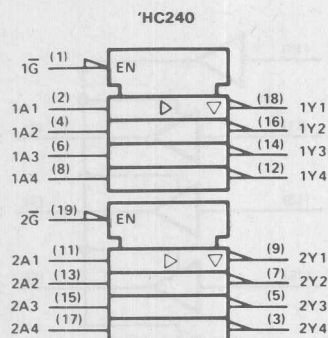 'HC240
1G̅ (1) EN
1A1 (2) (18) 1Y1
1A2 (4) (16) 1Y2
1A3 (6) (14) 1Y3
1A4 (8) (12) 1Y4
2G̅ (19) EN
2A1 (11) (9) 2Y1
2A2 (13) (7) 2Y2
2A3 (15) (5) 2Y3
2A4 (17) (3) 2Y4